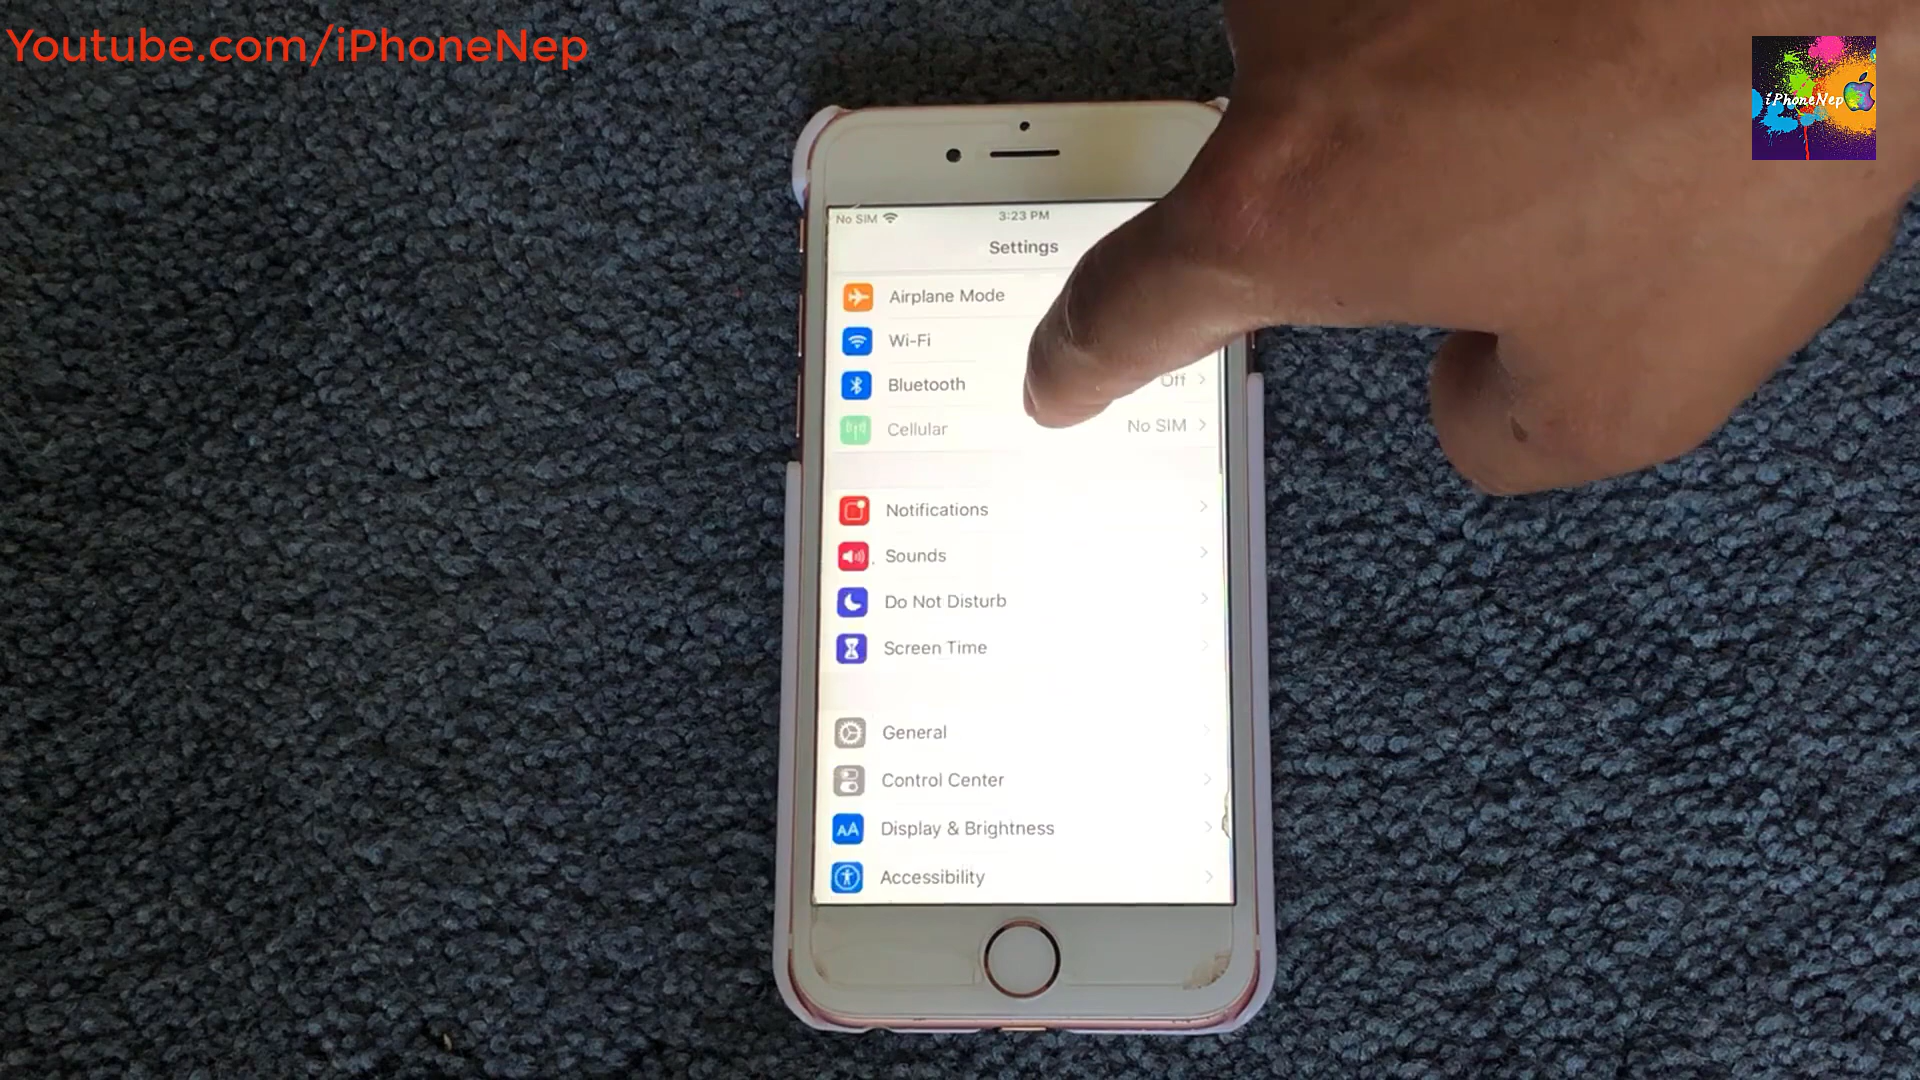 Youtube.com/iPhoneNep
iPhoneNep
No SIM 3:23 PM
Settings
Airplane Mode
Wi-Fi
Bluetooth Off
Cellular No SIM
Notifications
Sounds
Do Not Disturb
Screen Time
General
Control Center
AA Display & Brightness
Accessibility